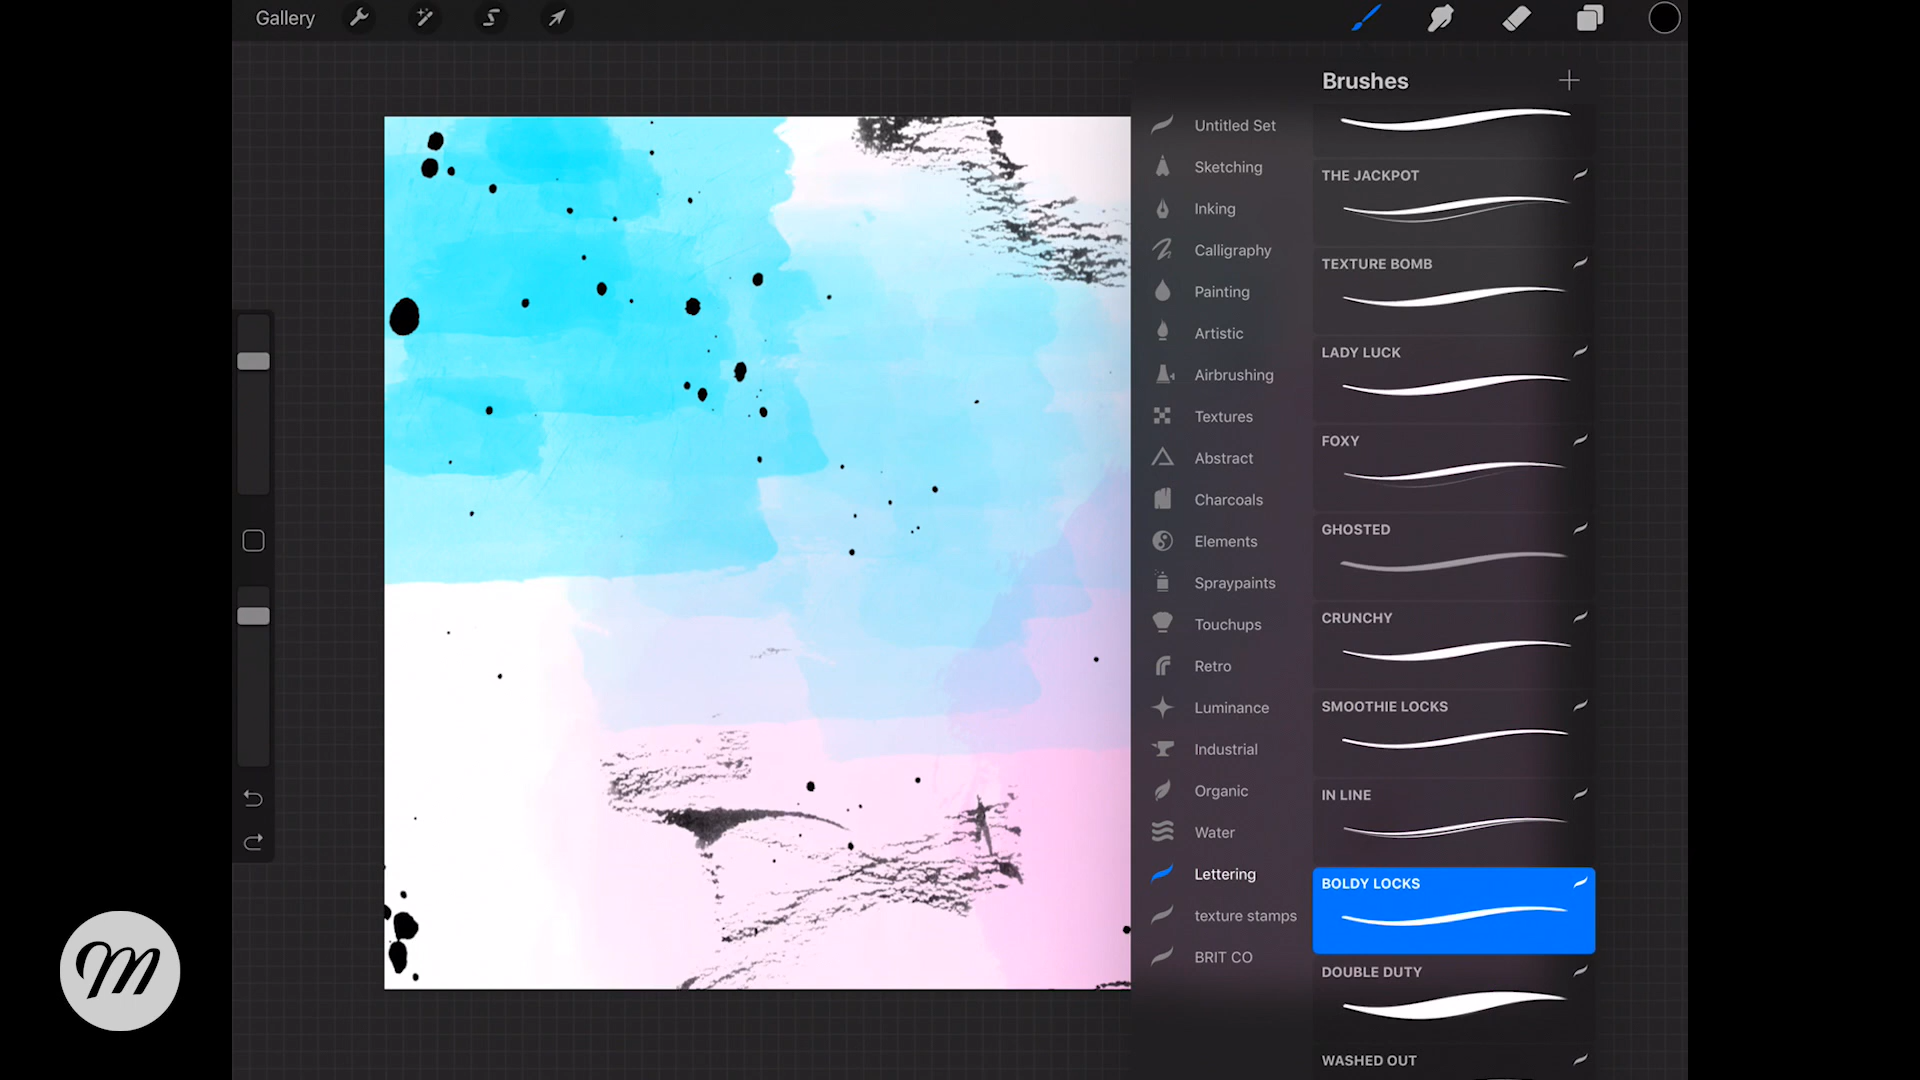 Gallery
Brushes
Untitled Set
Sketching
Inking
Calligraphy
Painting
Artistic
Airbrushing
Textures
Abstract
Charcoals
Elements
Spraypaints
Touchups
Retro
Luminance
Industrial
Organic
Water
Lettering
texture stamps
BRIT CO
THE JACKPOT
TEXTURE BOMB
LADY LUCK
FOXY
GHOSTED
CRUNCHY
SMOOTHIE LOCKS
IN LINE
BOLDY LOCKS
DOUBLE DUTY
WASHED OUT
m